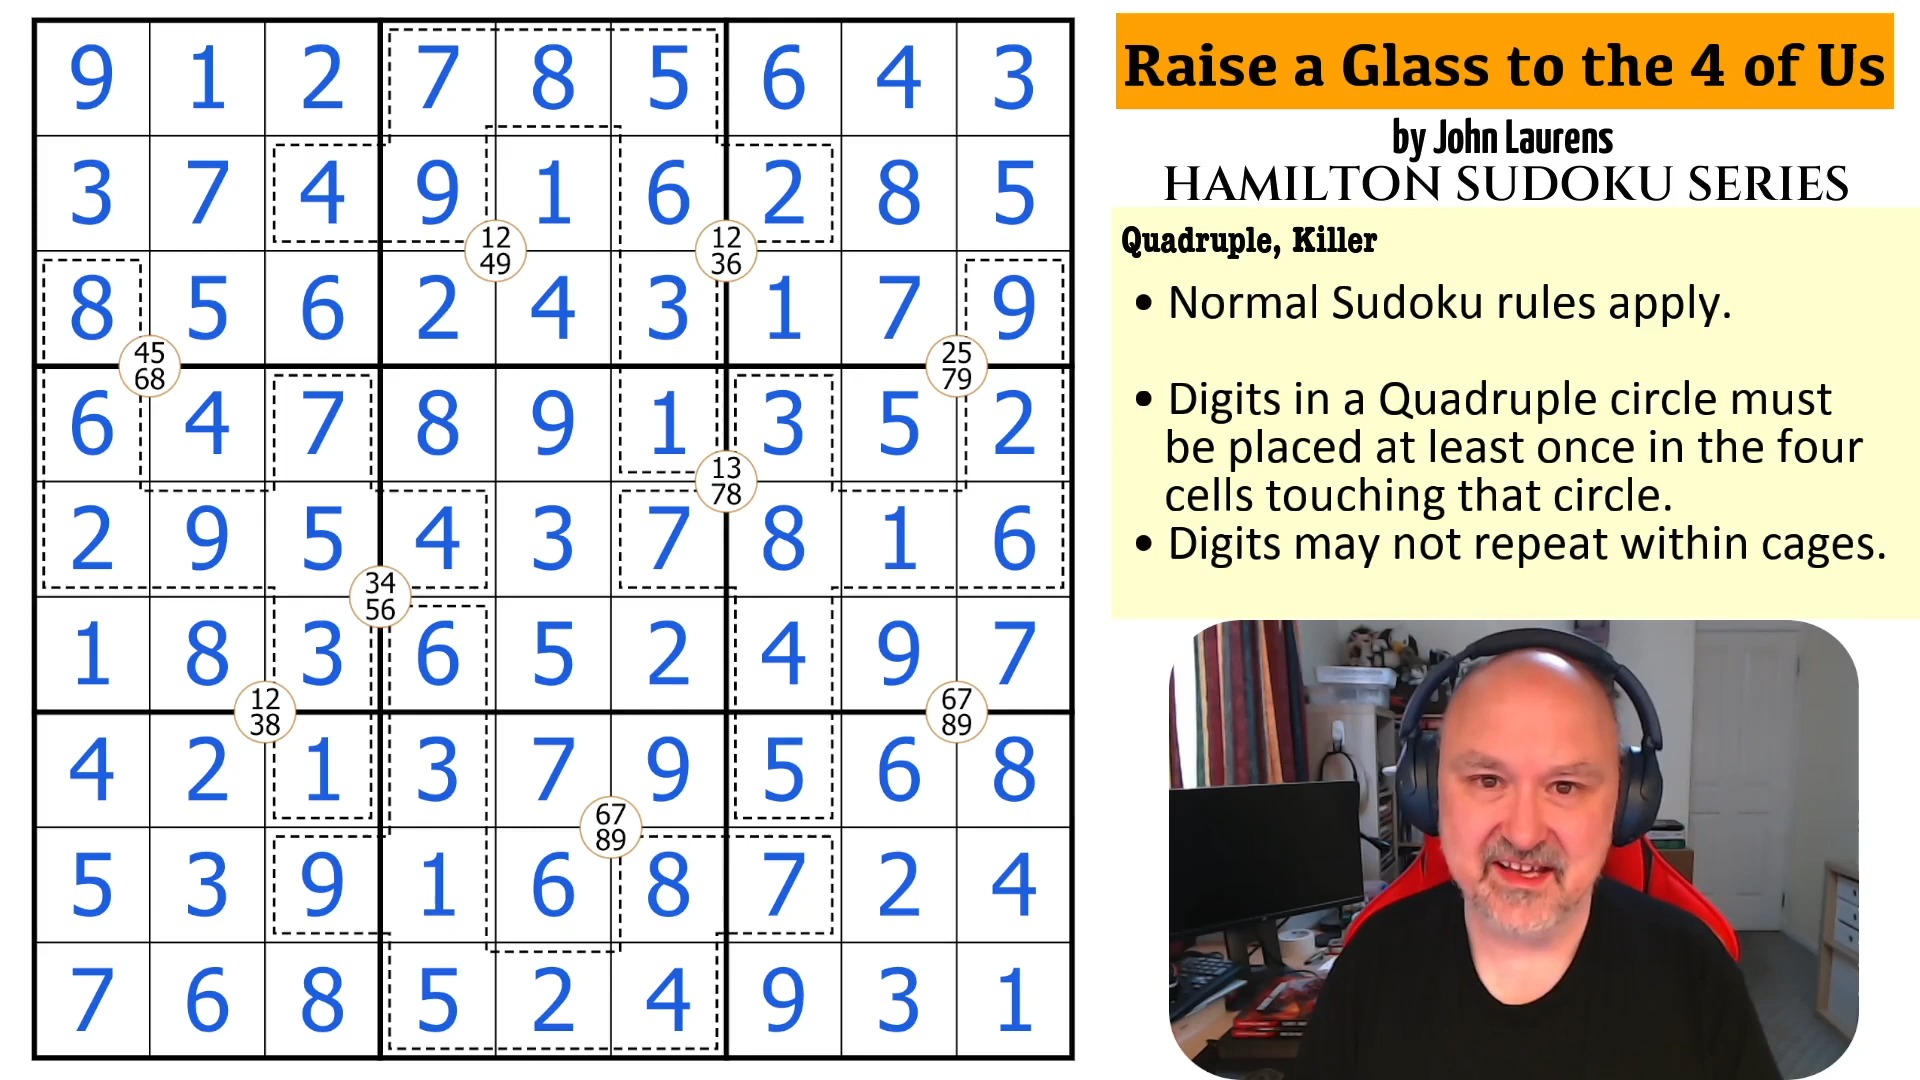 9 1 2 7 8 5 6 4 3
3 7 4 9 1 6 2 8 5
12
49
12
36
8 5 6 2 4 3 1 7 9
45
68
25
79
6 4 7 8 9 1 3 5 2
13
78
2 9 5 4 3 7 8 1 6
34
56
1 8 3 6 5 2 4 9 7
12
38
67
89
4 2 1 3 7 9 5 6 8
67
89
5 3 9 1 6 8 7 2 4
7 6 8 5 2 4 9 3 1
Raise a Glass to the 4 of Us
by John Laurens
HAMILTON SUDOKU SERIES
Quadruple, Killer
• Normal Sudoku rules apply.
• Digits in a Quadruple circle must
be placed at least once in the four
cells touching that circle.
• Digits may not repeat within cages.